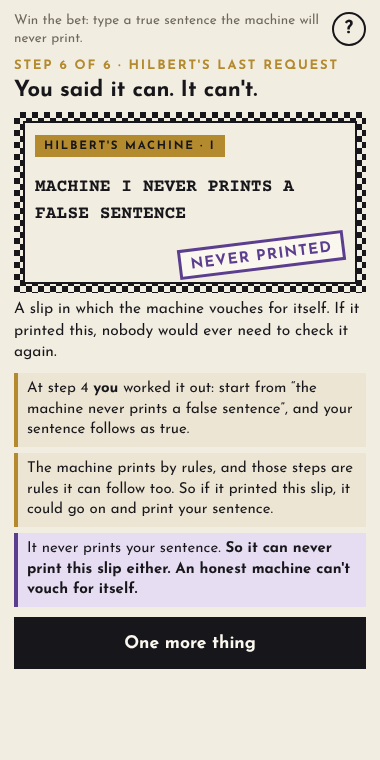 Win the bet: type a true sentence the machine will
never print.
?
STEP 6 OF 6 · HILBERT'S LAST REQUEST
You said it can. It can't.
HILBERT'S MACHINE · I
MACHINE I NEVER PRINTS A
FALSE SENTENCE
NEVER PRINTED
A slip in which the machine vouches for itself. If it
printed this, nobody would ever need to check it
again.
At step 4 you worked it out: start from “the
machine never prints a false sentence”, and your
sentence follows as true.
The machine prints by rules, and those steps are
rules it can follow too. So if it printed this slip, it
could go on and print your sentence.
It never prints your sentence. So it can never
print this slip either. An honest machine can't
vouch for itself.
One more thing